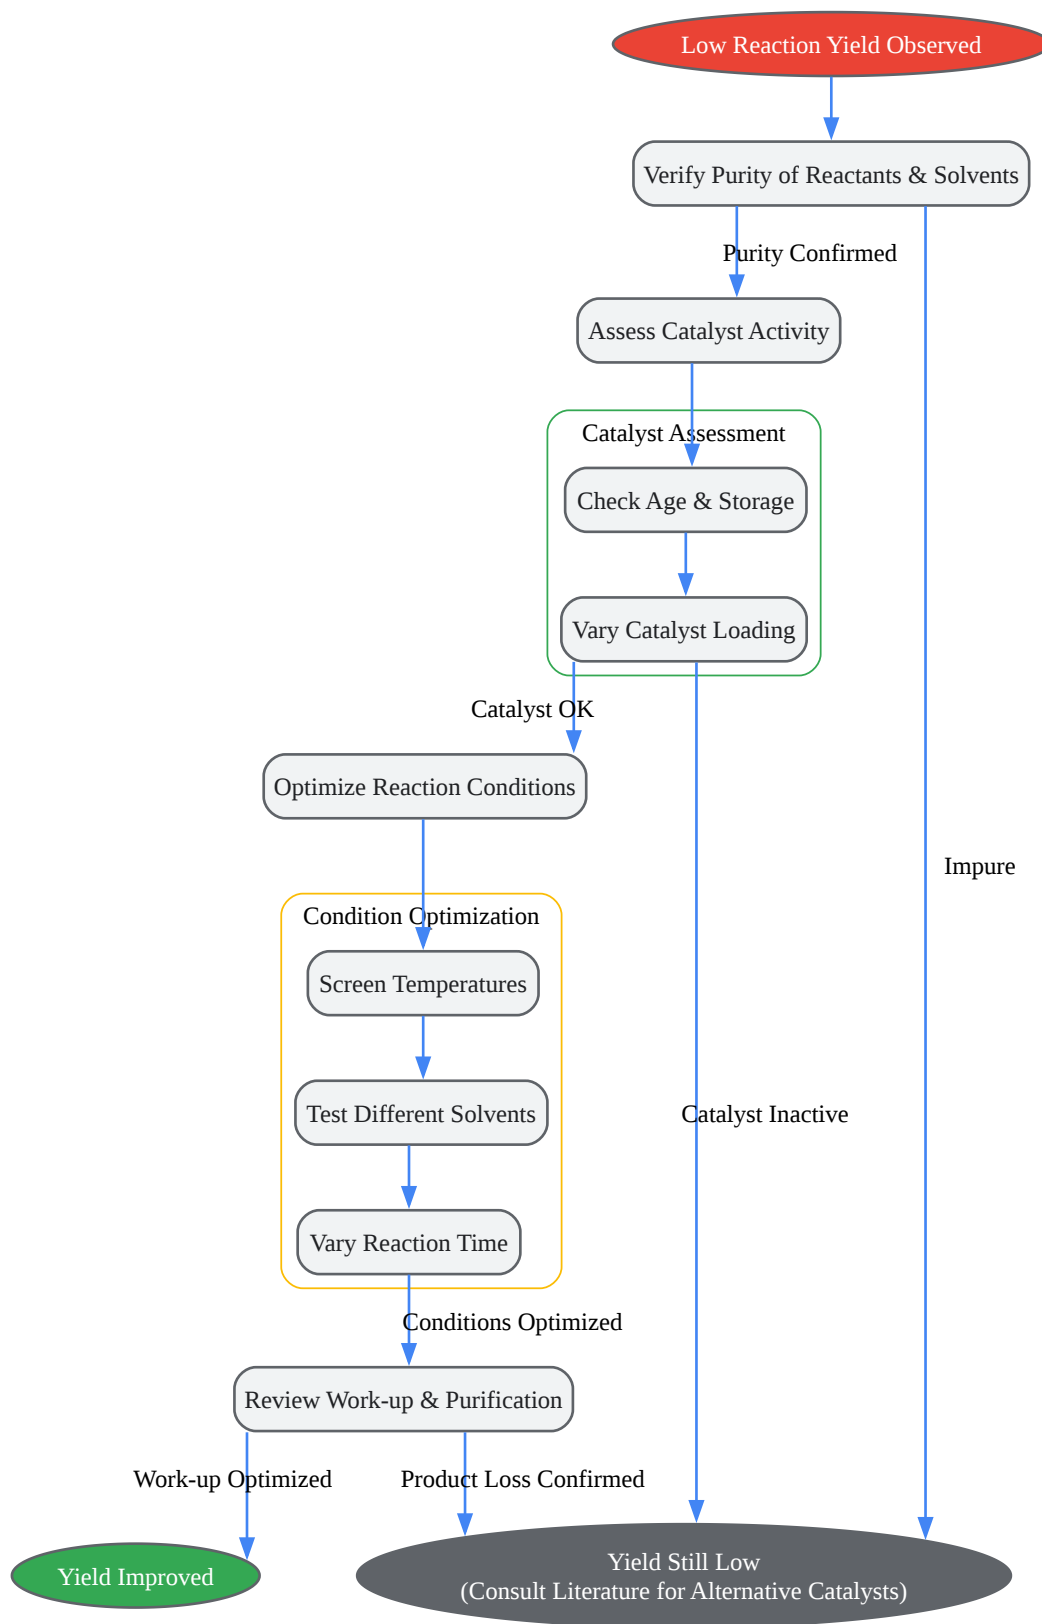 Low Reaction Yield Observed
Verify Purity of Reactants & Solvents
Purity Confirmed
Assess Catalyst Activity
Catalyst Assessment
Check Age & Storage
Vary Catalyst Loading
Catalyst OK
Optimize Reaction Conditions
Impure
Condition Optimization
Screen Temperatures
Test Different Solvents
Catalyst Inactive
Vary Reaction Time
Conditions Optimized
Review Work-up & Purification
Work-up Optimized
Product Loss Confirmed
Yield Improved
Yield Still Low
(Consult Literature for Alternative Catalysts)